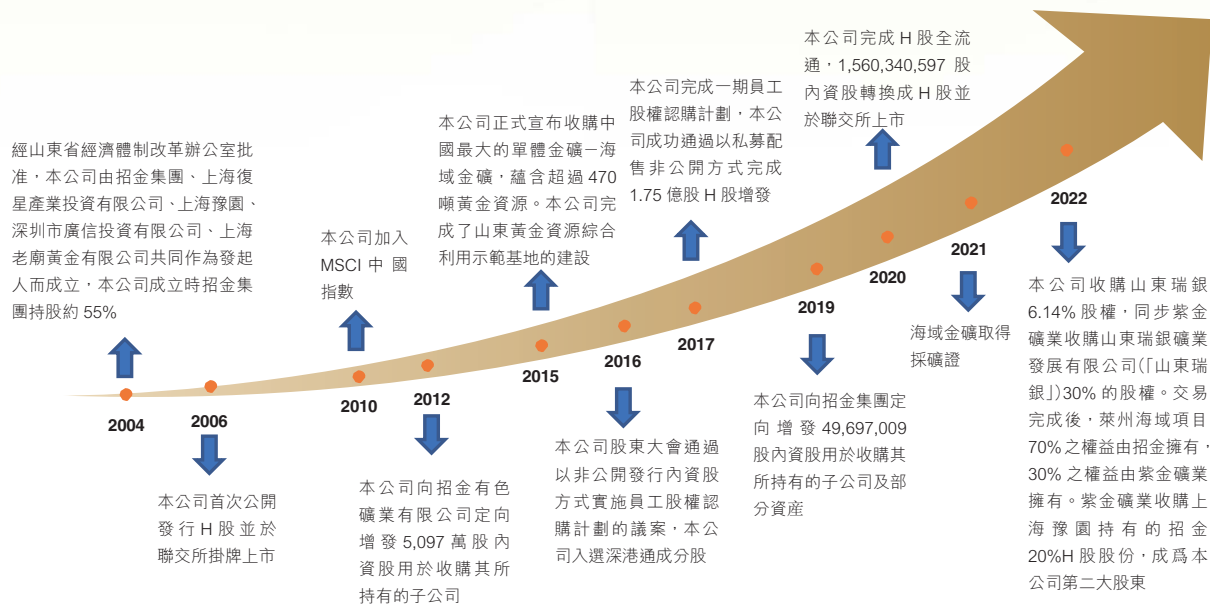 經山東省經濟體制改革辦公室批
准，本公司由招金集團、上海復
星產業投資有限公司、上海豫園、
深圳市廣信投資有限公司、上海
老廟黃金有限公司共同作為發起
人而成立，本公司成立時招金集
團持股約 55%
2004
2006
本公司首次公開
發行 H 股並於
聯交所掛牌上市
本公司加入
MSCI 中 國
指數
2010
2012
本公司向招金有色
礦業有限公司定向
增發 5,097 萬股內
資股用於收購其所
持有的子公司
本公司正式宣布收購中
國最大的單體金礦－海
域金礦，蘊含超過 470
噸黃金資源。本公司完
成了山東黃金資源綜合
利用示範基地的建設
2015
2016
本公司股東大會通過
以非公開發行內資股
方式實施員工股權認
購計劃的議案，本公
司入選深港通成分股
本公司完成一期員工
股權認購計劃，本公
司成功通過以私募配
售非公開方式完成
1.75 億股 H 股增發
2017
2019
本公司向招金集團定
向 增 發 49,697,009
股內資股用於收購其
所持有的子公司及部
分資産
本公司完成 H 股全流
通，1,560,340,597 股
內資股轉換成 H 股並
於聯交所上市
2020
2021
海域金礦取得
採礦證
2022
本公司收購山東瑞銀
6.14% 股權，同步紫金
礦業收購山東瑞銀礦業
發展有限公司(「山東瑞
銀」)30% 的股權。交易
完成後，萊州海域項目
70% 之權益由招金擁有，
30% 之權益由紫金礦業
擁有。紫金礦業收購上
海豫園持有的招金
20%H 股股份，成爲本
公司第二大股東